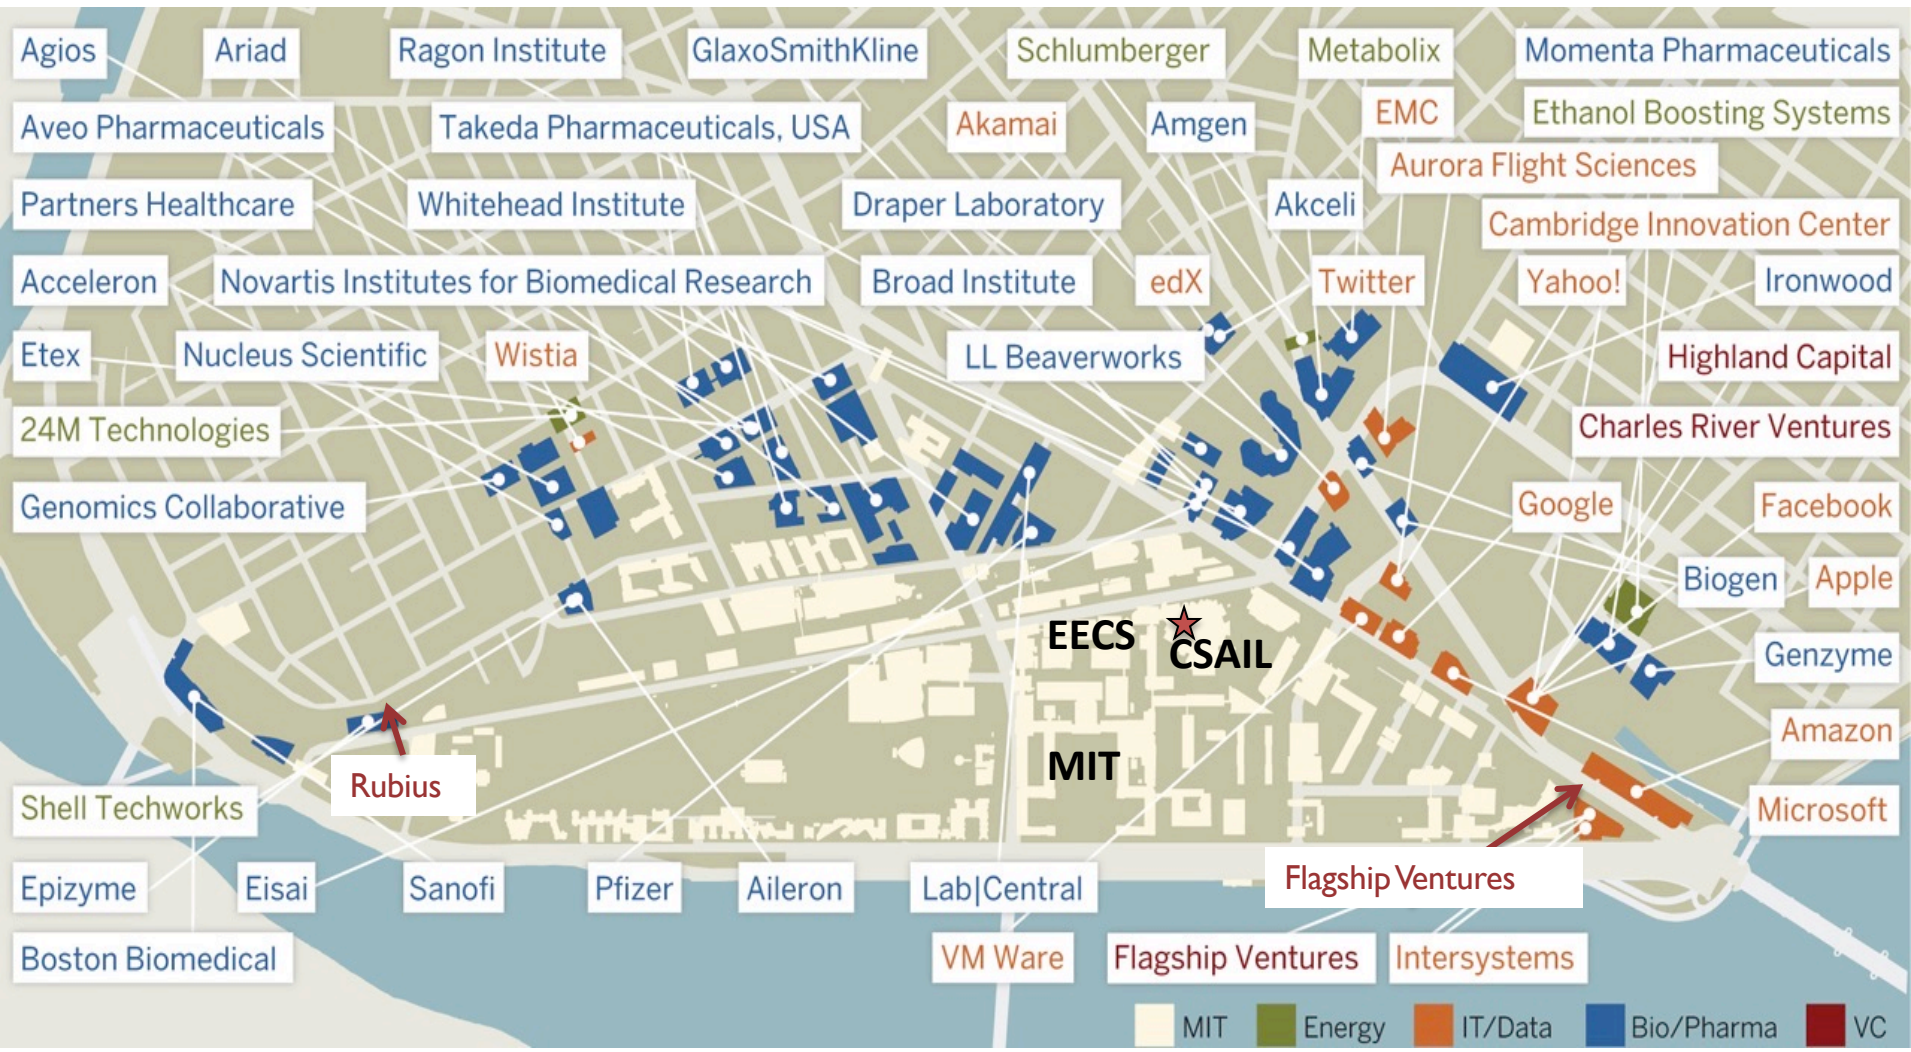 Agios
Ariad
Ragon Institute
GlaxoSmithKline
Schlumberger
Metabolix
Momenta Pharmaceuticals
Aveo Pharmaceuticals
Takeda Pharmaceuticals, USA
Akamai
Amgen
EMC
Ethanol Boosting Systems
Aurora Flight Sciences
Partners Healthcare
Whitehead Institute
Draper Laboratory
Akceli
Cambridge Innovation Center
Acceleron
Novartis Institutes for Biomedical Research
Broad Institute
edX
Twitter
Yahoo!
Ironwood
Etex
Nucleus Scientific
Wistia
LL Beaverworks
Highland Capital
24M Technologies
Charles River Ventures
Genomics Collaborative
Google
Facebook
Biogen
Apple
EECS
CSAIL
Genzyme
Amazon
MIT
Rubius
Shell Techworks
Microsoft
Epizyme
Eisai
Sanofi
Pfizer
Aileron
Lab|Central
Flagship Ventures
Boston Biomedical
VM Ware
Flagship Ventures
Intersystems
MIT
Energy
IT/Data
Bio/Pharma
VC